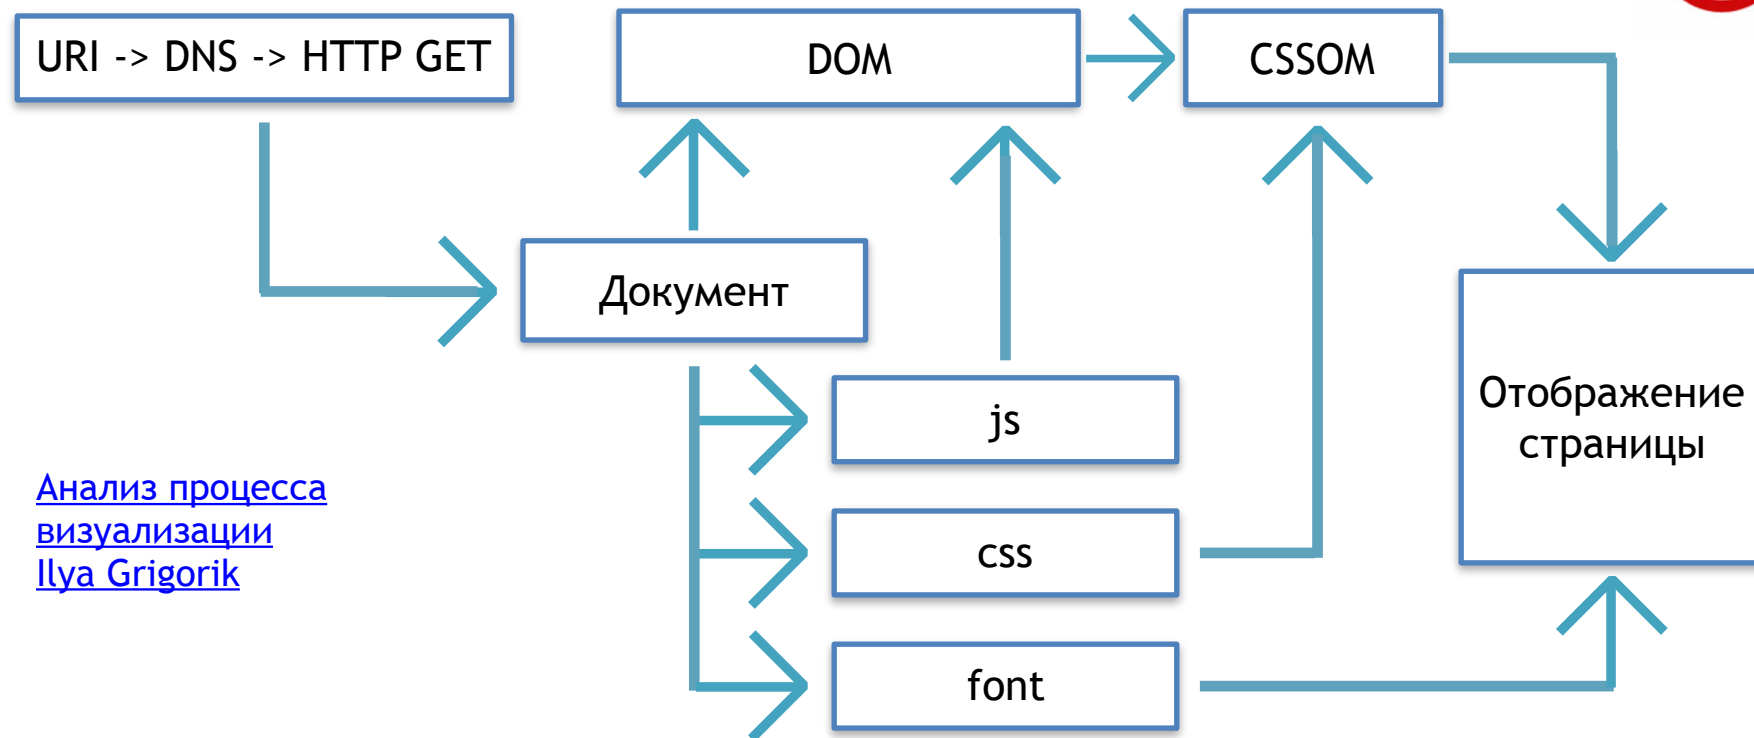 URI -> DNS -> HTTP GET
DOM
CSSOM
Документ
js
Отображение
страницы
Анализ процесса
визуализации
Ilya Grigorik
css
font